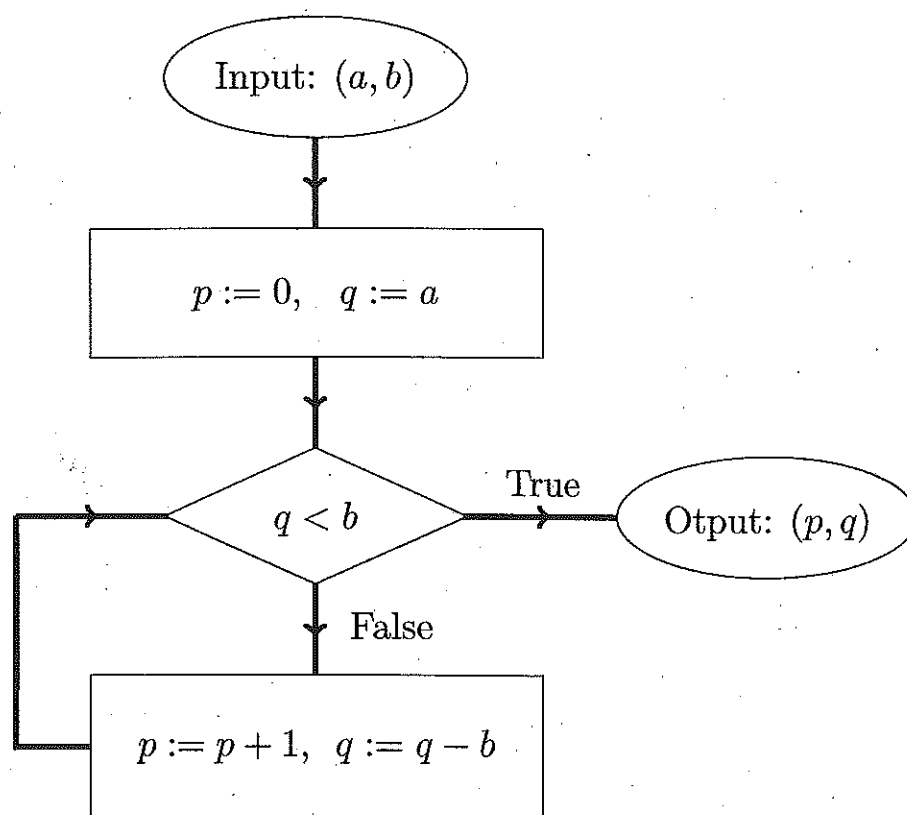 Input: (a, b)
p := 0, q := a
q < b
True
Otput: (p, q)
False
p := p + 1, q := q − b